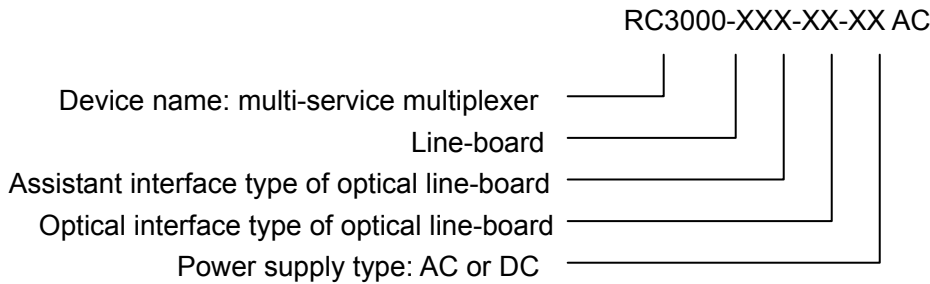 RC3000-XXX-XX-XX AC
Device name: multi-service multiplexer
Line-board
Assistant interface type of optical line-board
Optical interface type of optical line-board
Power supply type: AC or DC